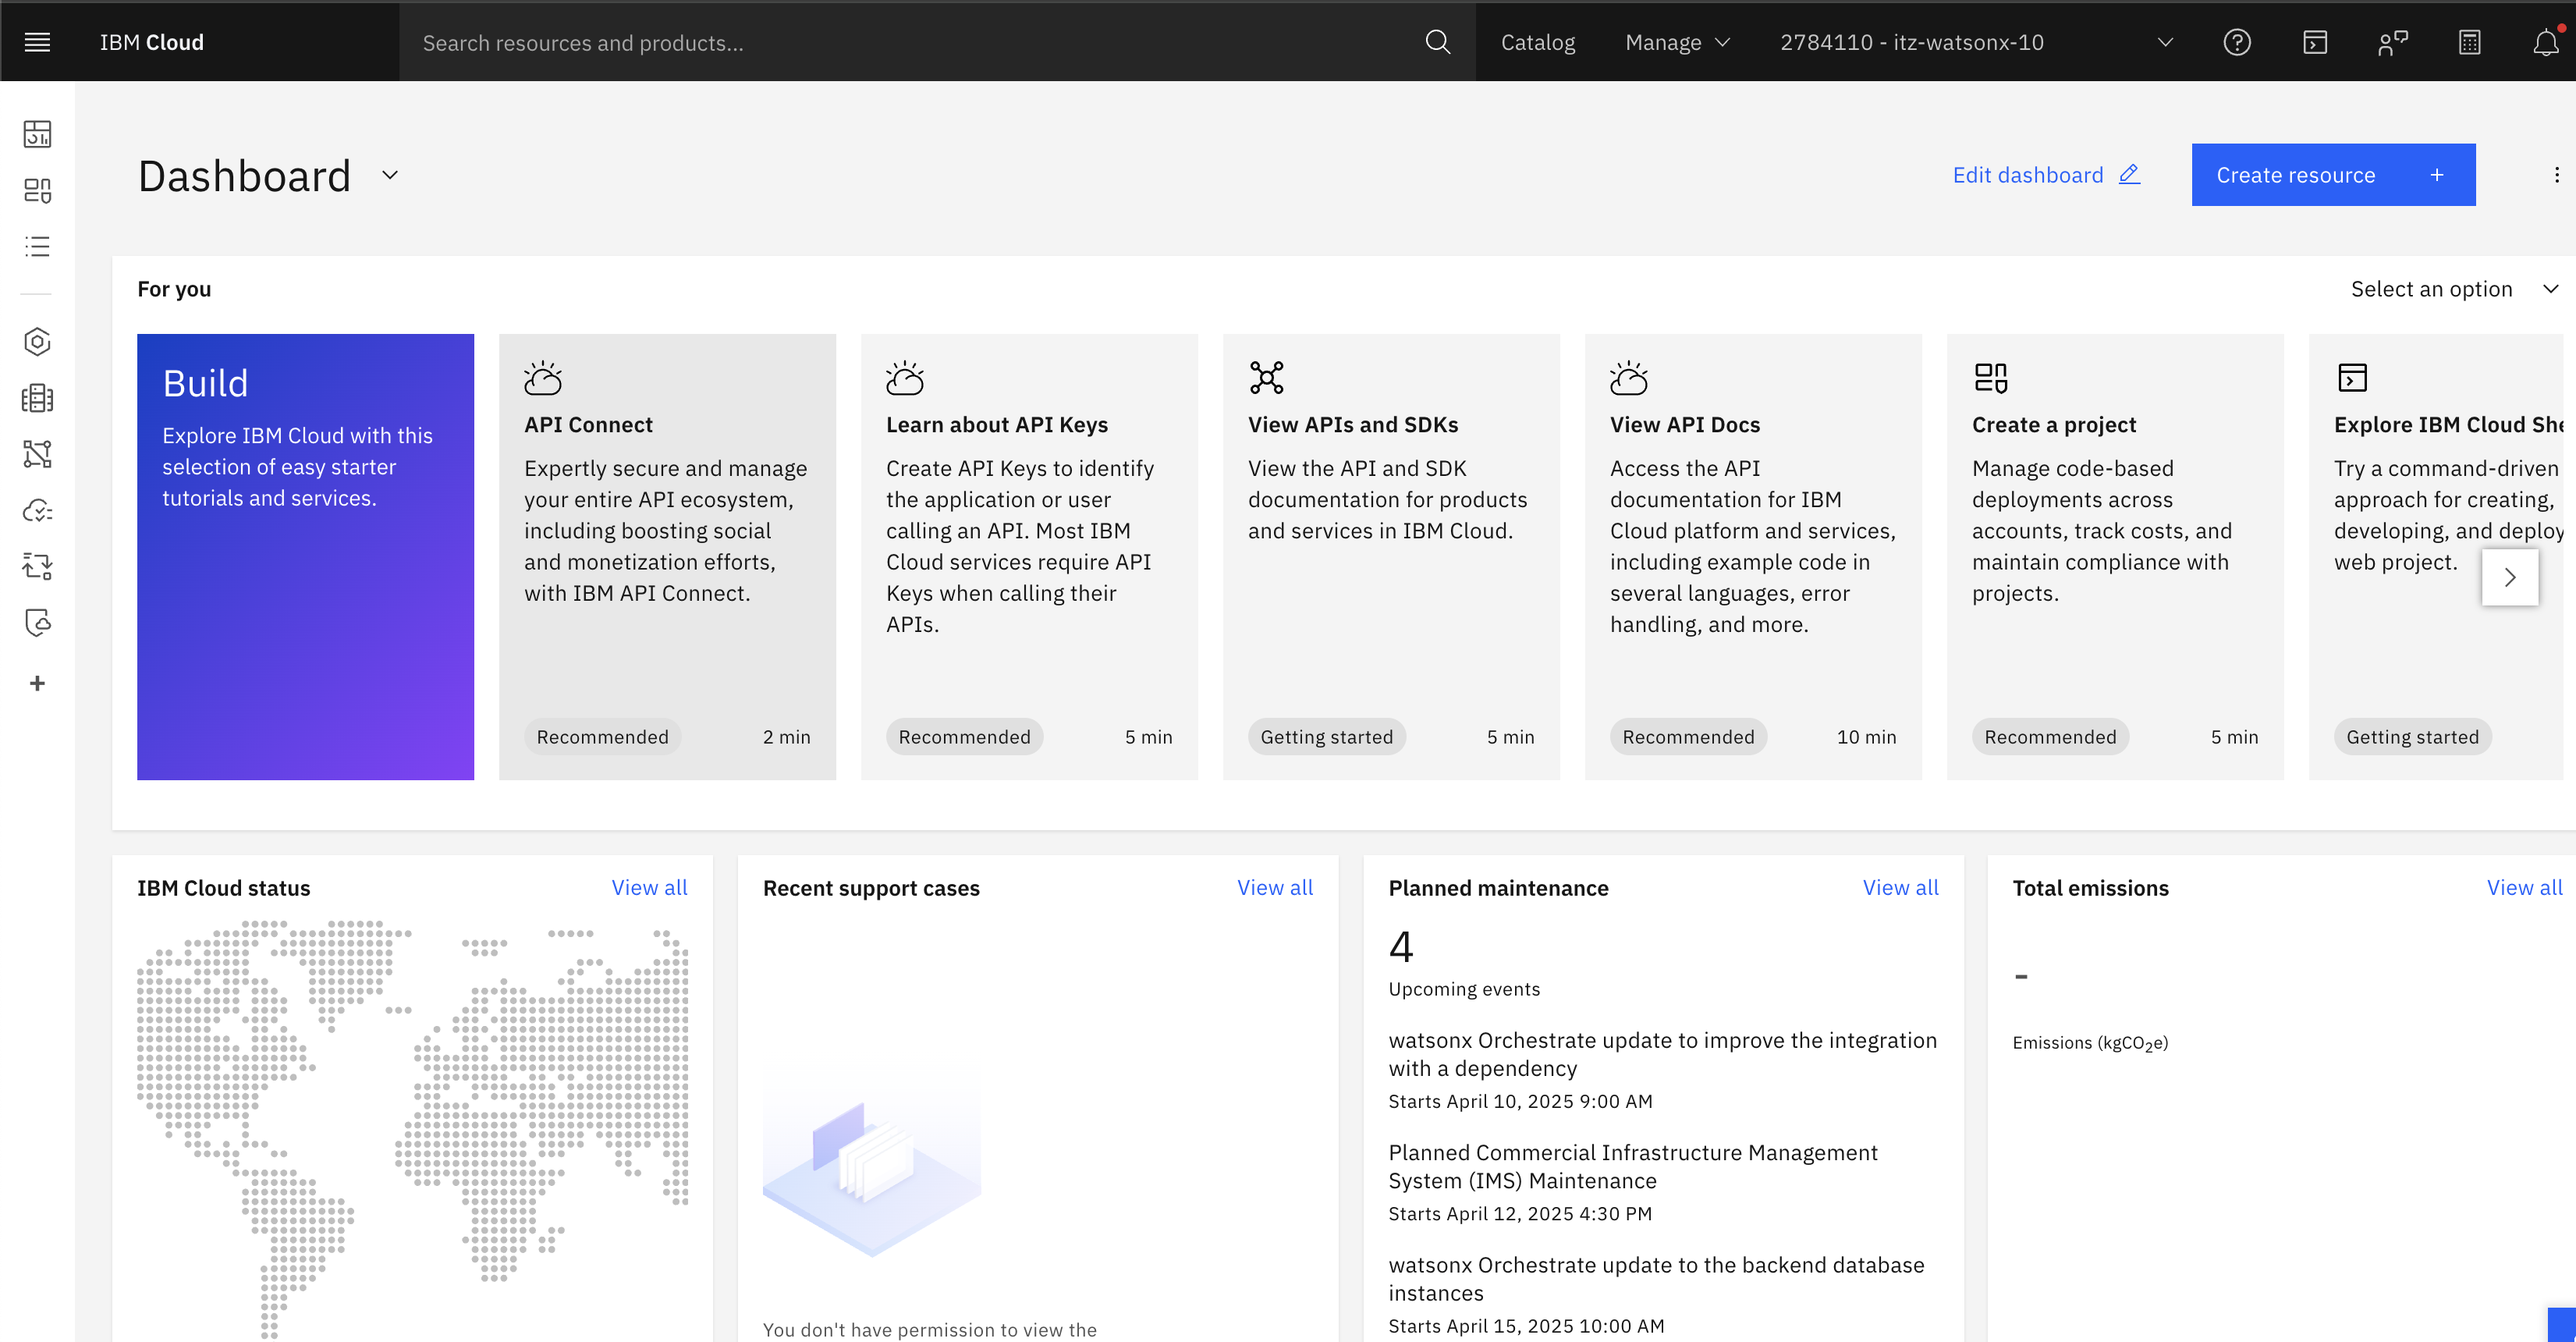 IBM Cloud
Search resources and products...
Catalog
Manage
2784110 - itz-watsonx-10
Dashboard
Edit dashboard
Create resource +
For you
Select an option
Build
Explore IBM Cloud with this
selection of easy starter
tutorials and services.
API Connect
Expertly secure and manage
your entire API ecosystem,
including boosting social
and monetization efforts,
with IBM API Connect.
Recommended
2 min
Learn about API Keys
Create API Keys to identify
the application or user
calling an API. Most IBM
Cloud services require API
Keys when calling their
APIs.
Recommended
5 min
View APIs and SDKs
View the API and SDK
documentation for products
and services in IBM Cloud.
Getting started
5 min
View API Docs
Access the API
documentation for IBM
Cloud platform and services,
including example code in
several languages, error
handling, and more.
Recommended
10 min
Create a project
Manage code-based
deployments across
accounts, track costs, and
maintain compliance with
projects.
Recommended
5 min
Explore IBM Cloud
Try a command-driven
approach for creating,
developing, and deploy
web project.
Getting started
IBM Cloud status
View all
Recent support cases
View all
You don't have permission to view the
Planned maintenance
View all
4
Upcoming events
watsonx Orchestrate update to improve the integration
with a dependency
Starts April 10, 2025 9:00 AM
Planned Commercial Infrastructure Management
System (IMS) Maintenance
Starts April 12, 2025 4:30 PM
watsonx Orchestrate update to the backend database
instances
Starts April 15, 2025 10:00 AM
Total emissions
View all
-
Emissions (kgCO₂e)